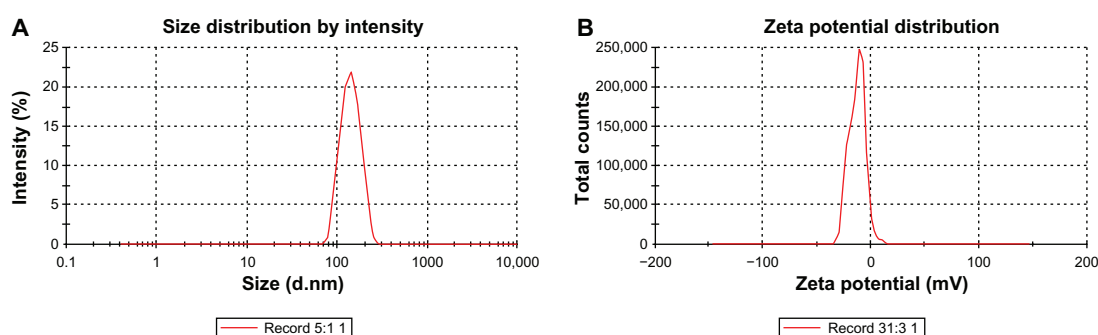 A
Size distribution by intensity
Intensity (%)
25
20
15
10
5
0
0.1 1 10 100 1000 10,000
Size (d.nm)
Record 5:1 1
B
Zeta potential distribution
Total counts
250,000
200,000
150,000
100,000
50,000
0
−200 −100 0 100 200
Zeta potential (mV)
Record 31:3 1